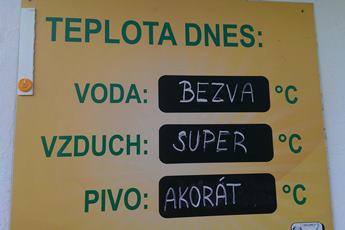 TEPLOTA DNES:
VODA: BEZVA °C
VZDUCH: SUPER °C
PIVO: AKORÁT °C